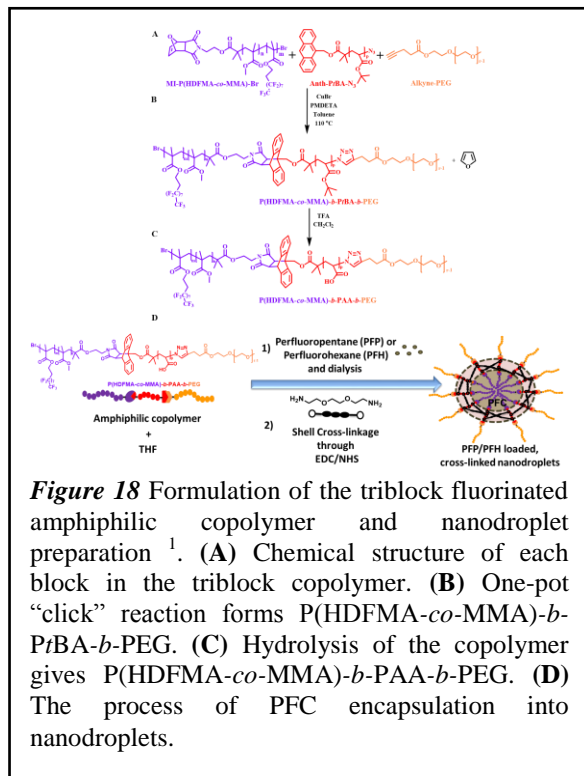 A
MI-P(HDFMA-co-MMA)-Br
Anth-PtBA-N3
Alkyne-PEG
B
CuBr
PMDETA
Toluene
110 °C
P(HDFMA-co-MMA)-b-PtBA-b-PEG
TFA
CH2Cl2
C
P(HDFMA-co-MMA)-b-PAA-b-PEG
D
P(HDFMA-co-MMA)-b-PAA-b-PEG
Amphiphilic copolymer
+
THF
1) Perfluoropentane (PFP) or
Perfluorohexane (PFH)
and dialysis
2) Shell Cross-linkage
through
EDC/NHS
PFC
PFP/PFH loaded,
cross-linked nanodroplets
Figure 18 Formulation of the triblock fluorinated
amphiphilic copolymer and nanodroplet
preparation 1. (A) Chemical structure of each
block in the triblock copolymer. (B) One-pot
“click” reaction forms P(HDFMA-co-MMA)-b-
PtBA-b-PEG. (C) Hydrolysis of the copolymer
gives P(HDFMA-co-MMA)-b-PAA-b-PEG. (D)
The process of PFC encapsulation into
nanodroplets.